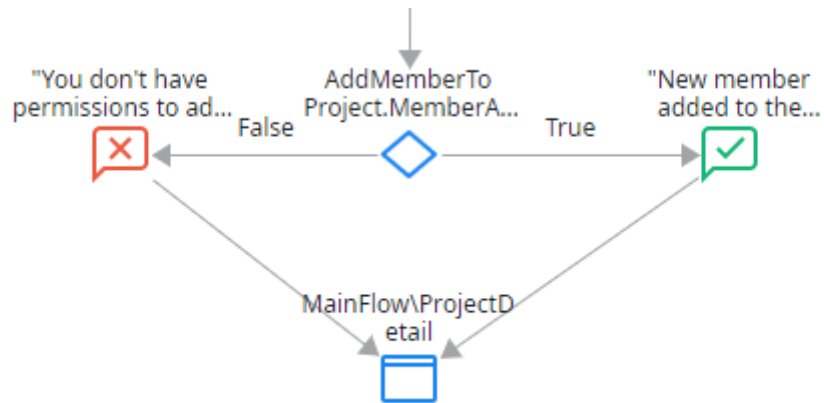 "You don't have
permissions to ad...
AddMemberTo
Project.MemberA...
"New member
added to the...
False
True
MainFlow\ProjectD
etail